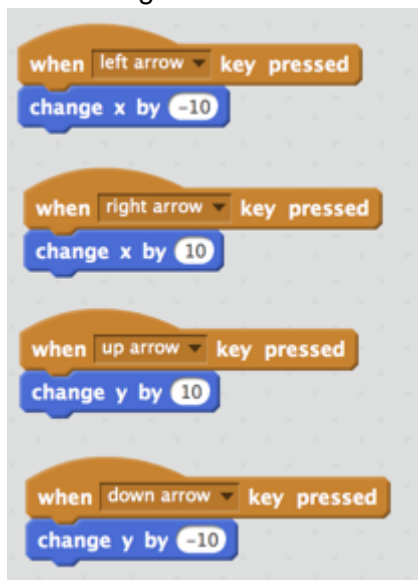 when left arrow key pressed
change x by -10
when right arrow key pressed
change x by 10
when up arrow key pressed
change y by 10
when down arrow key pressed
change y by -10